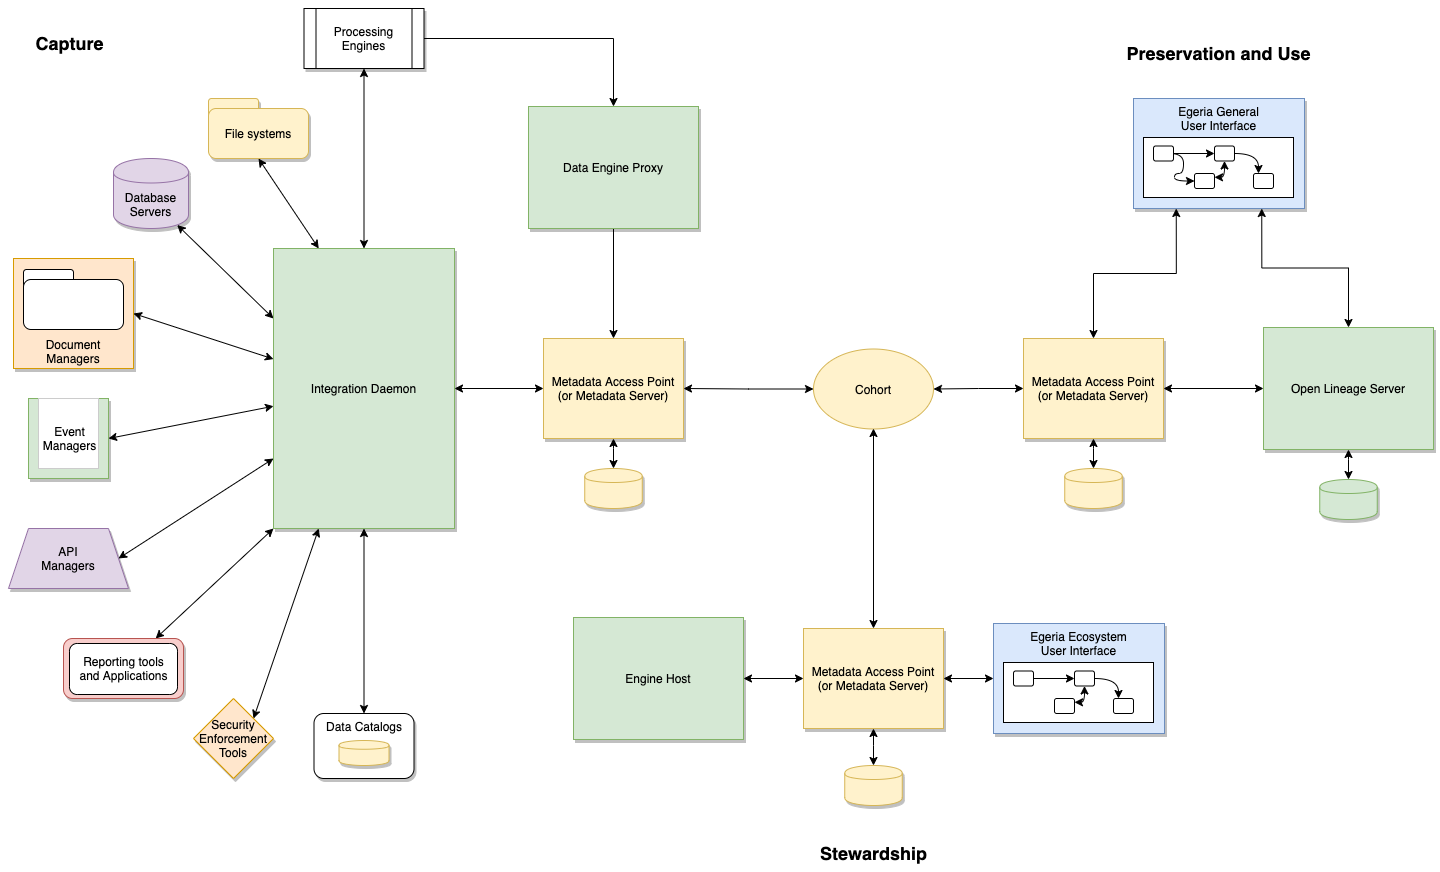 Capture
Processing
Engines
Preservation and Use
File systems
Data Engine Proxy
Egeria General
User Interface
Database
Servers
Document
Managers
Integration Daemon
Metadata Access Point
(or Metadata Server)
Cohort
Metadata Access Point
(or Metadata Server)
Open Lineage Server
Event
Managers
API
Managers
Reporting tools
and Applications
Security
Enforcement
Tools
Data Catalogs
Engine Host
Metadata Access Point
(or Metadata Server)
Egeria Ecosystem
User Interface
Stewardship